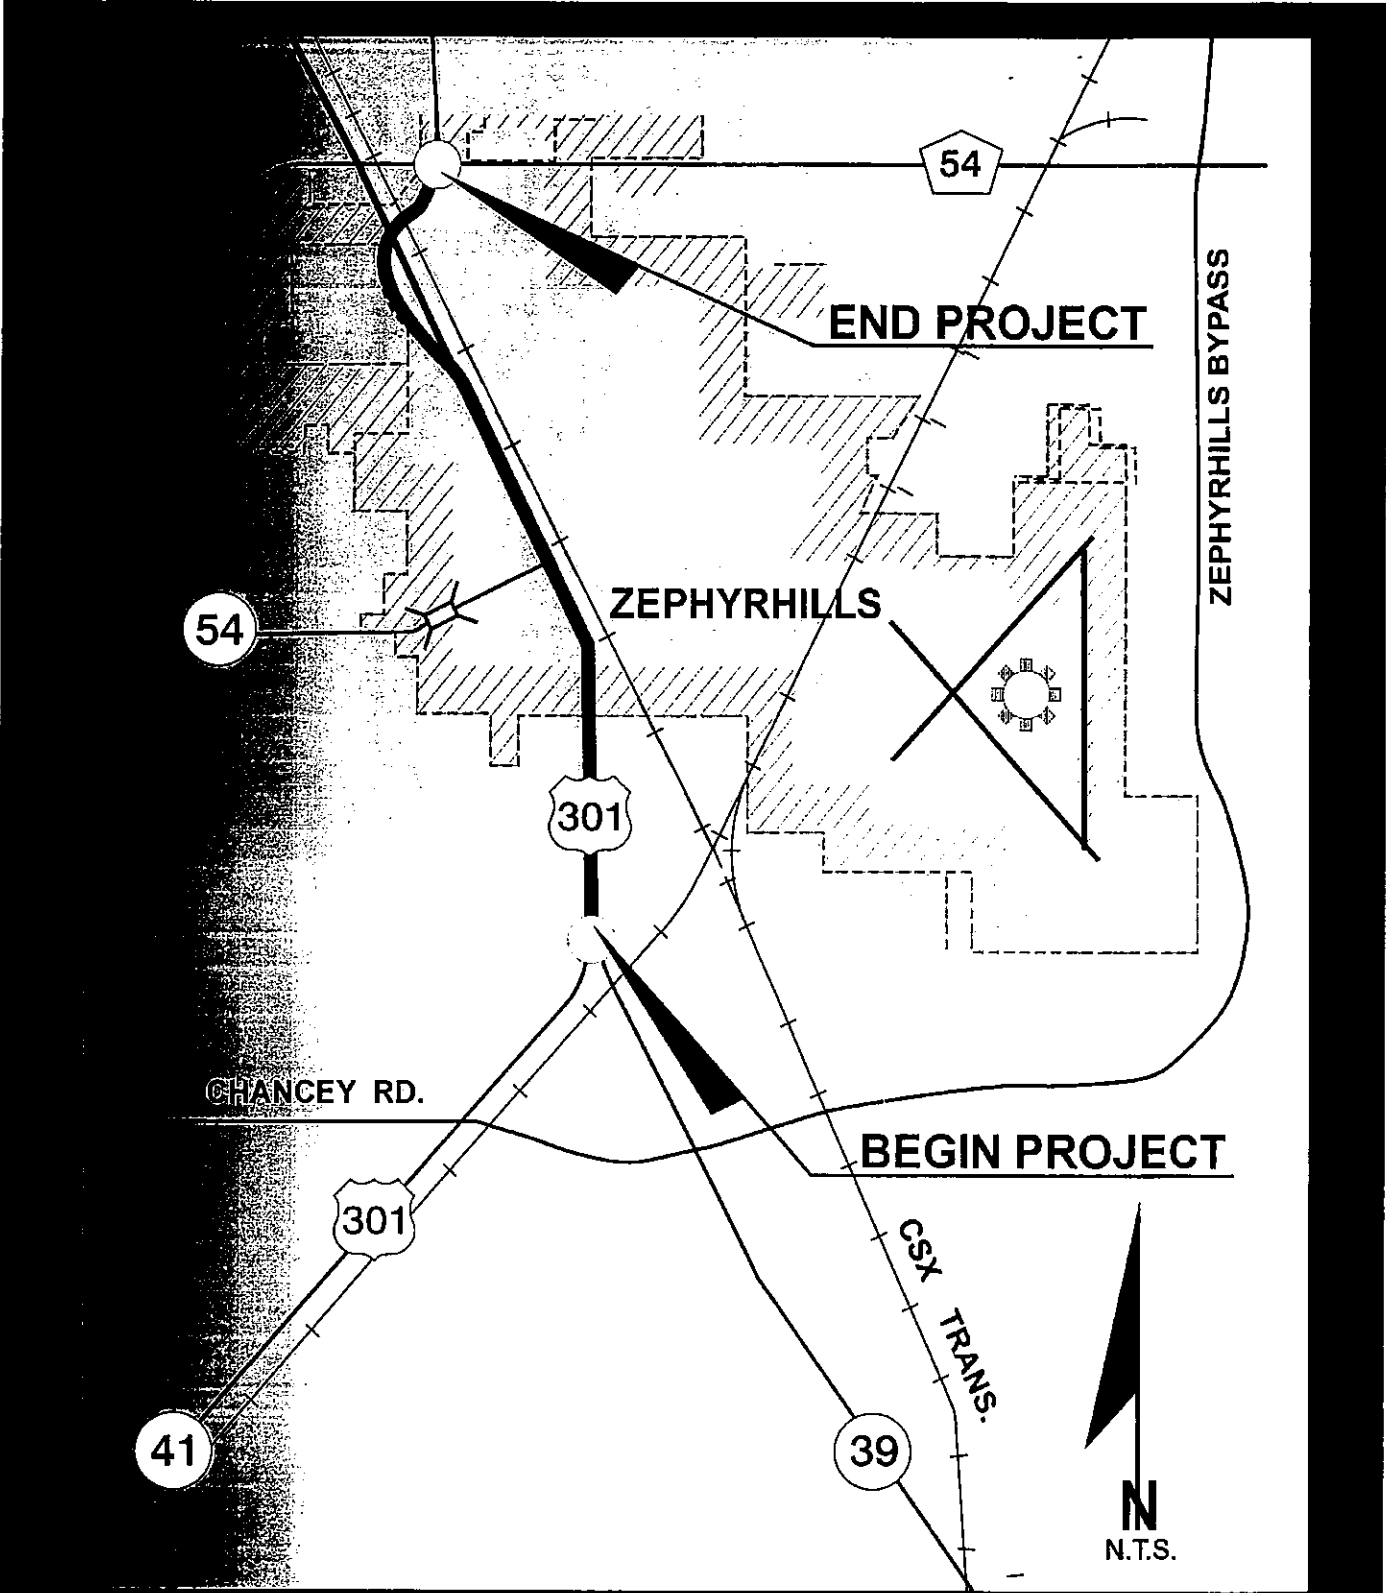 54
END PROJECT
ZEPHYRHILLS BYPASS
ZEPHYRHILLS
54
301
CHANCEY RD.
BEGIN PROJECT
301
CSX TRANS.
41
39
N
N.T.S.